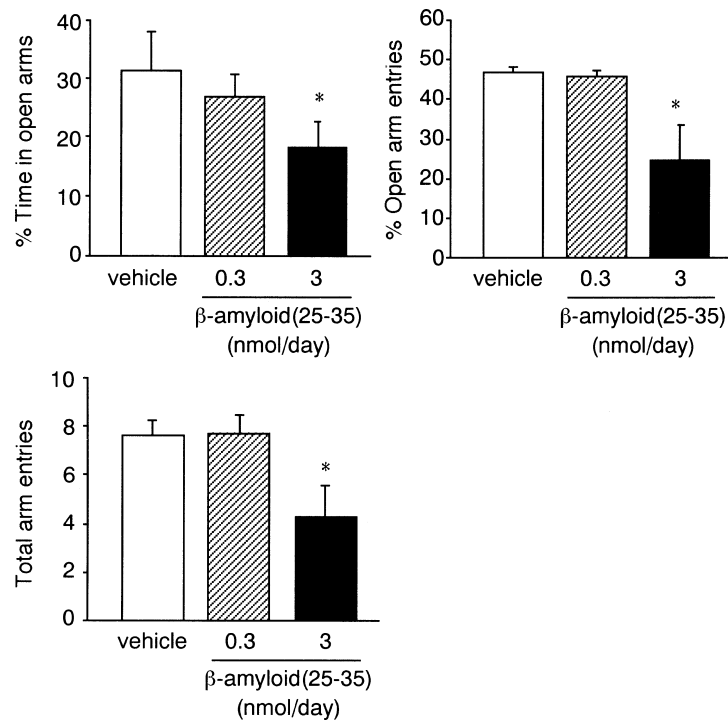 % Time in open arms
40
30
20
10
0
*
vehicle 0.3 3
β-amyloid(25-35)
(nmol/day)
% Open arm entries
60
50
40
30
20
10
0
*
vehicle 0.3 3
β-amyloid(25-35)
(nmol/day)
Total arm entries
10
8
6
4
2
0
*
vehicle 0.3 3
β-amyloid(25-35)
(nmol/day)